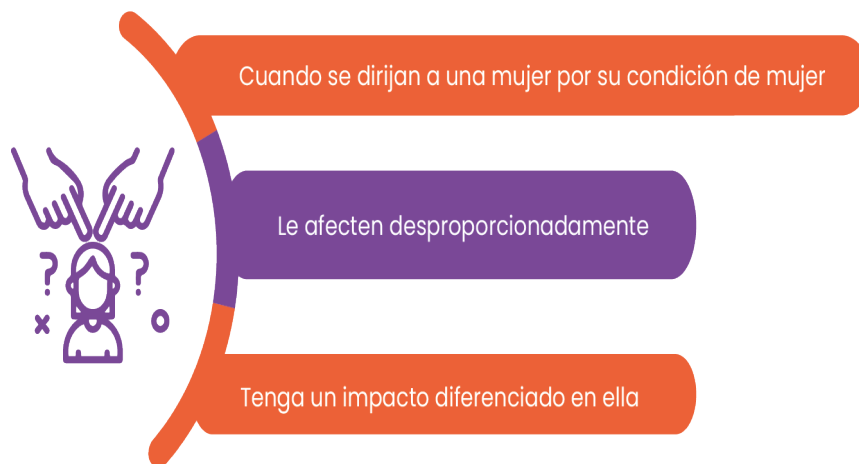 Cuando se dirijan a una mujer por su condición de mujer
Le afecten desproporcionadamente
Tenga un impacto diferenciado en ella